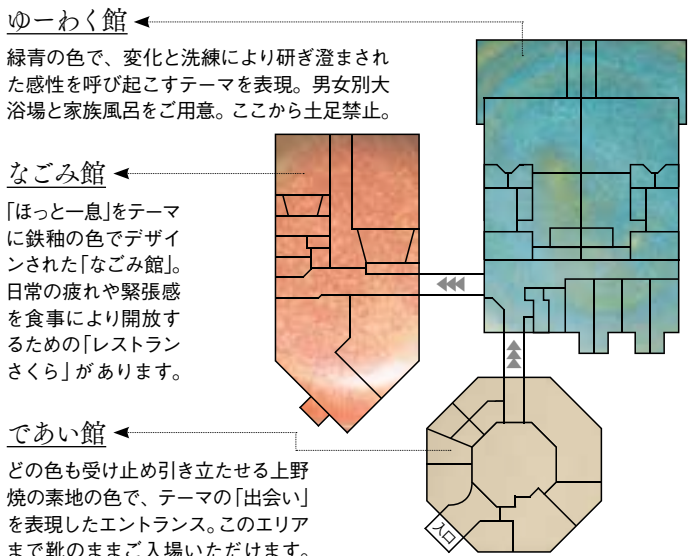 ゆーわく館
緑青の色で、変化と洗練により研ぎ澄まされ
た感性を呼び起こすテーマを表現。男女別大
浴場と家族風呂をご用意。ここから土足禁止。
なごみ館
「ほっと一息」をテーマ
に鉄釉の色でデザイ
ンされた「なごみ館」。
日常の疲れや緊張感
を食事により開放す
るための「レストラン
さくら」があります。
であい館
どの色も受け止め引き立たせる上野
焼の素地の色で、テーマの「出会い」
を表現したエントランス。このエリア
まで靴のままご入場いただけます。
入口